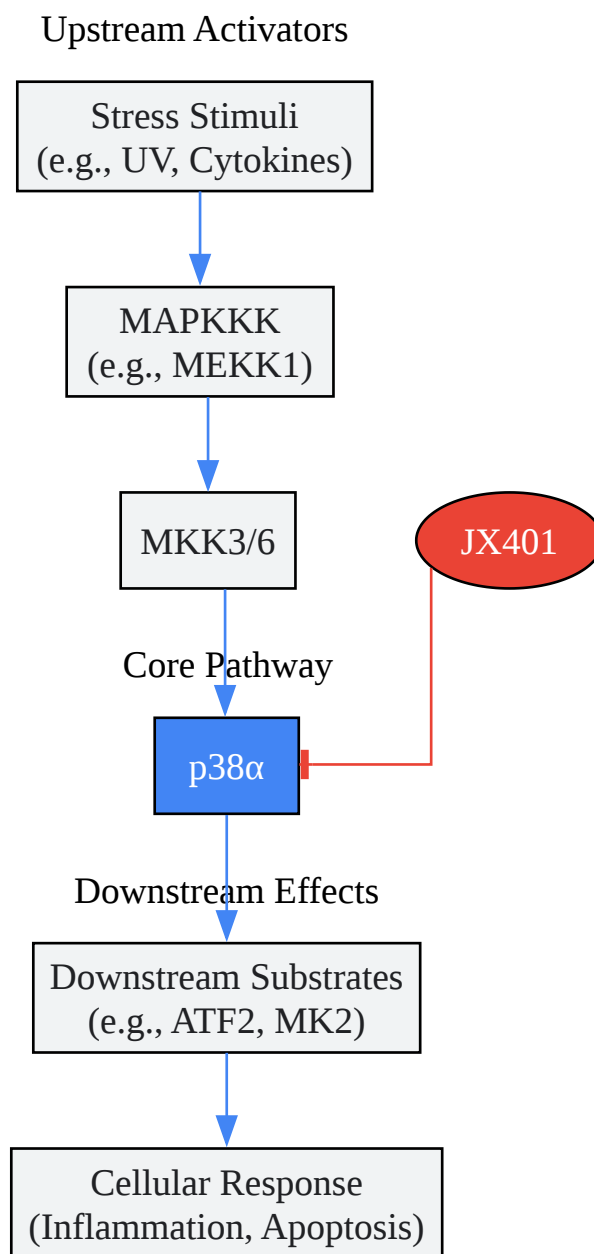 Upstream Activators
Stress Stimuli
(e.g., UV, Cytokines)
MAPKKK
(e.g., MEKK1)
MKK3/6
JX401
Core Pathway
p38α
Downstream Effects
Downstream Substrates
(e.g., ATF2, MK2)
Cellular Response
(Inflammation, Apoptosis)